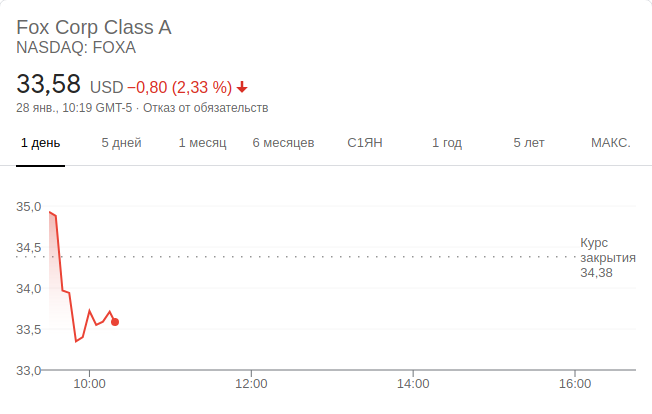 Fox Corp Class A
NASDAQ: FOXA
33,58 USD −0,80 (2,33 %)
28 янв., 10:19 GMT-5 · Отказ от обязательств
1 день 5 дней 1 месяц 6 месяцев С1ЯН 1 год 5 лет МАКС.
35,0
34,5
34,0
33,5
33,0
Курс
закрытия
34,38
10:00 12:00 14:00 16:00